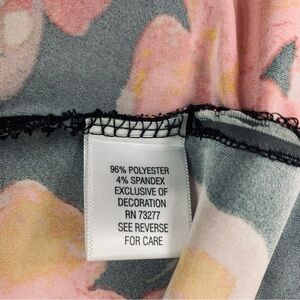 96% POLYESTER
4% SPANDEX
EXCLUSIVE OF
DECORATION
RN 73277
SEE REVERSE
FOR CARE